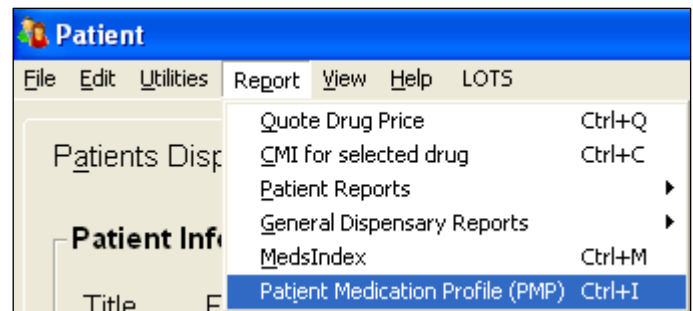 Patient
File Edit Utilities Report View Help LOTS
Quote Drug Price Ctrl+Q
Patients Disp CMI for selected drug Ctrl+C
Patient Reports
General Dispensary Reports
Patient Inf
MedsIndex Ctrl+M
Title Patient Medication Profile (PMP) Ctrl+I